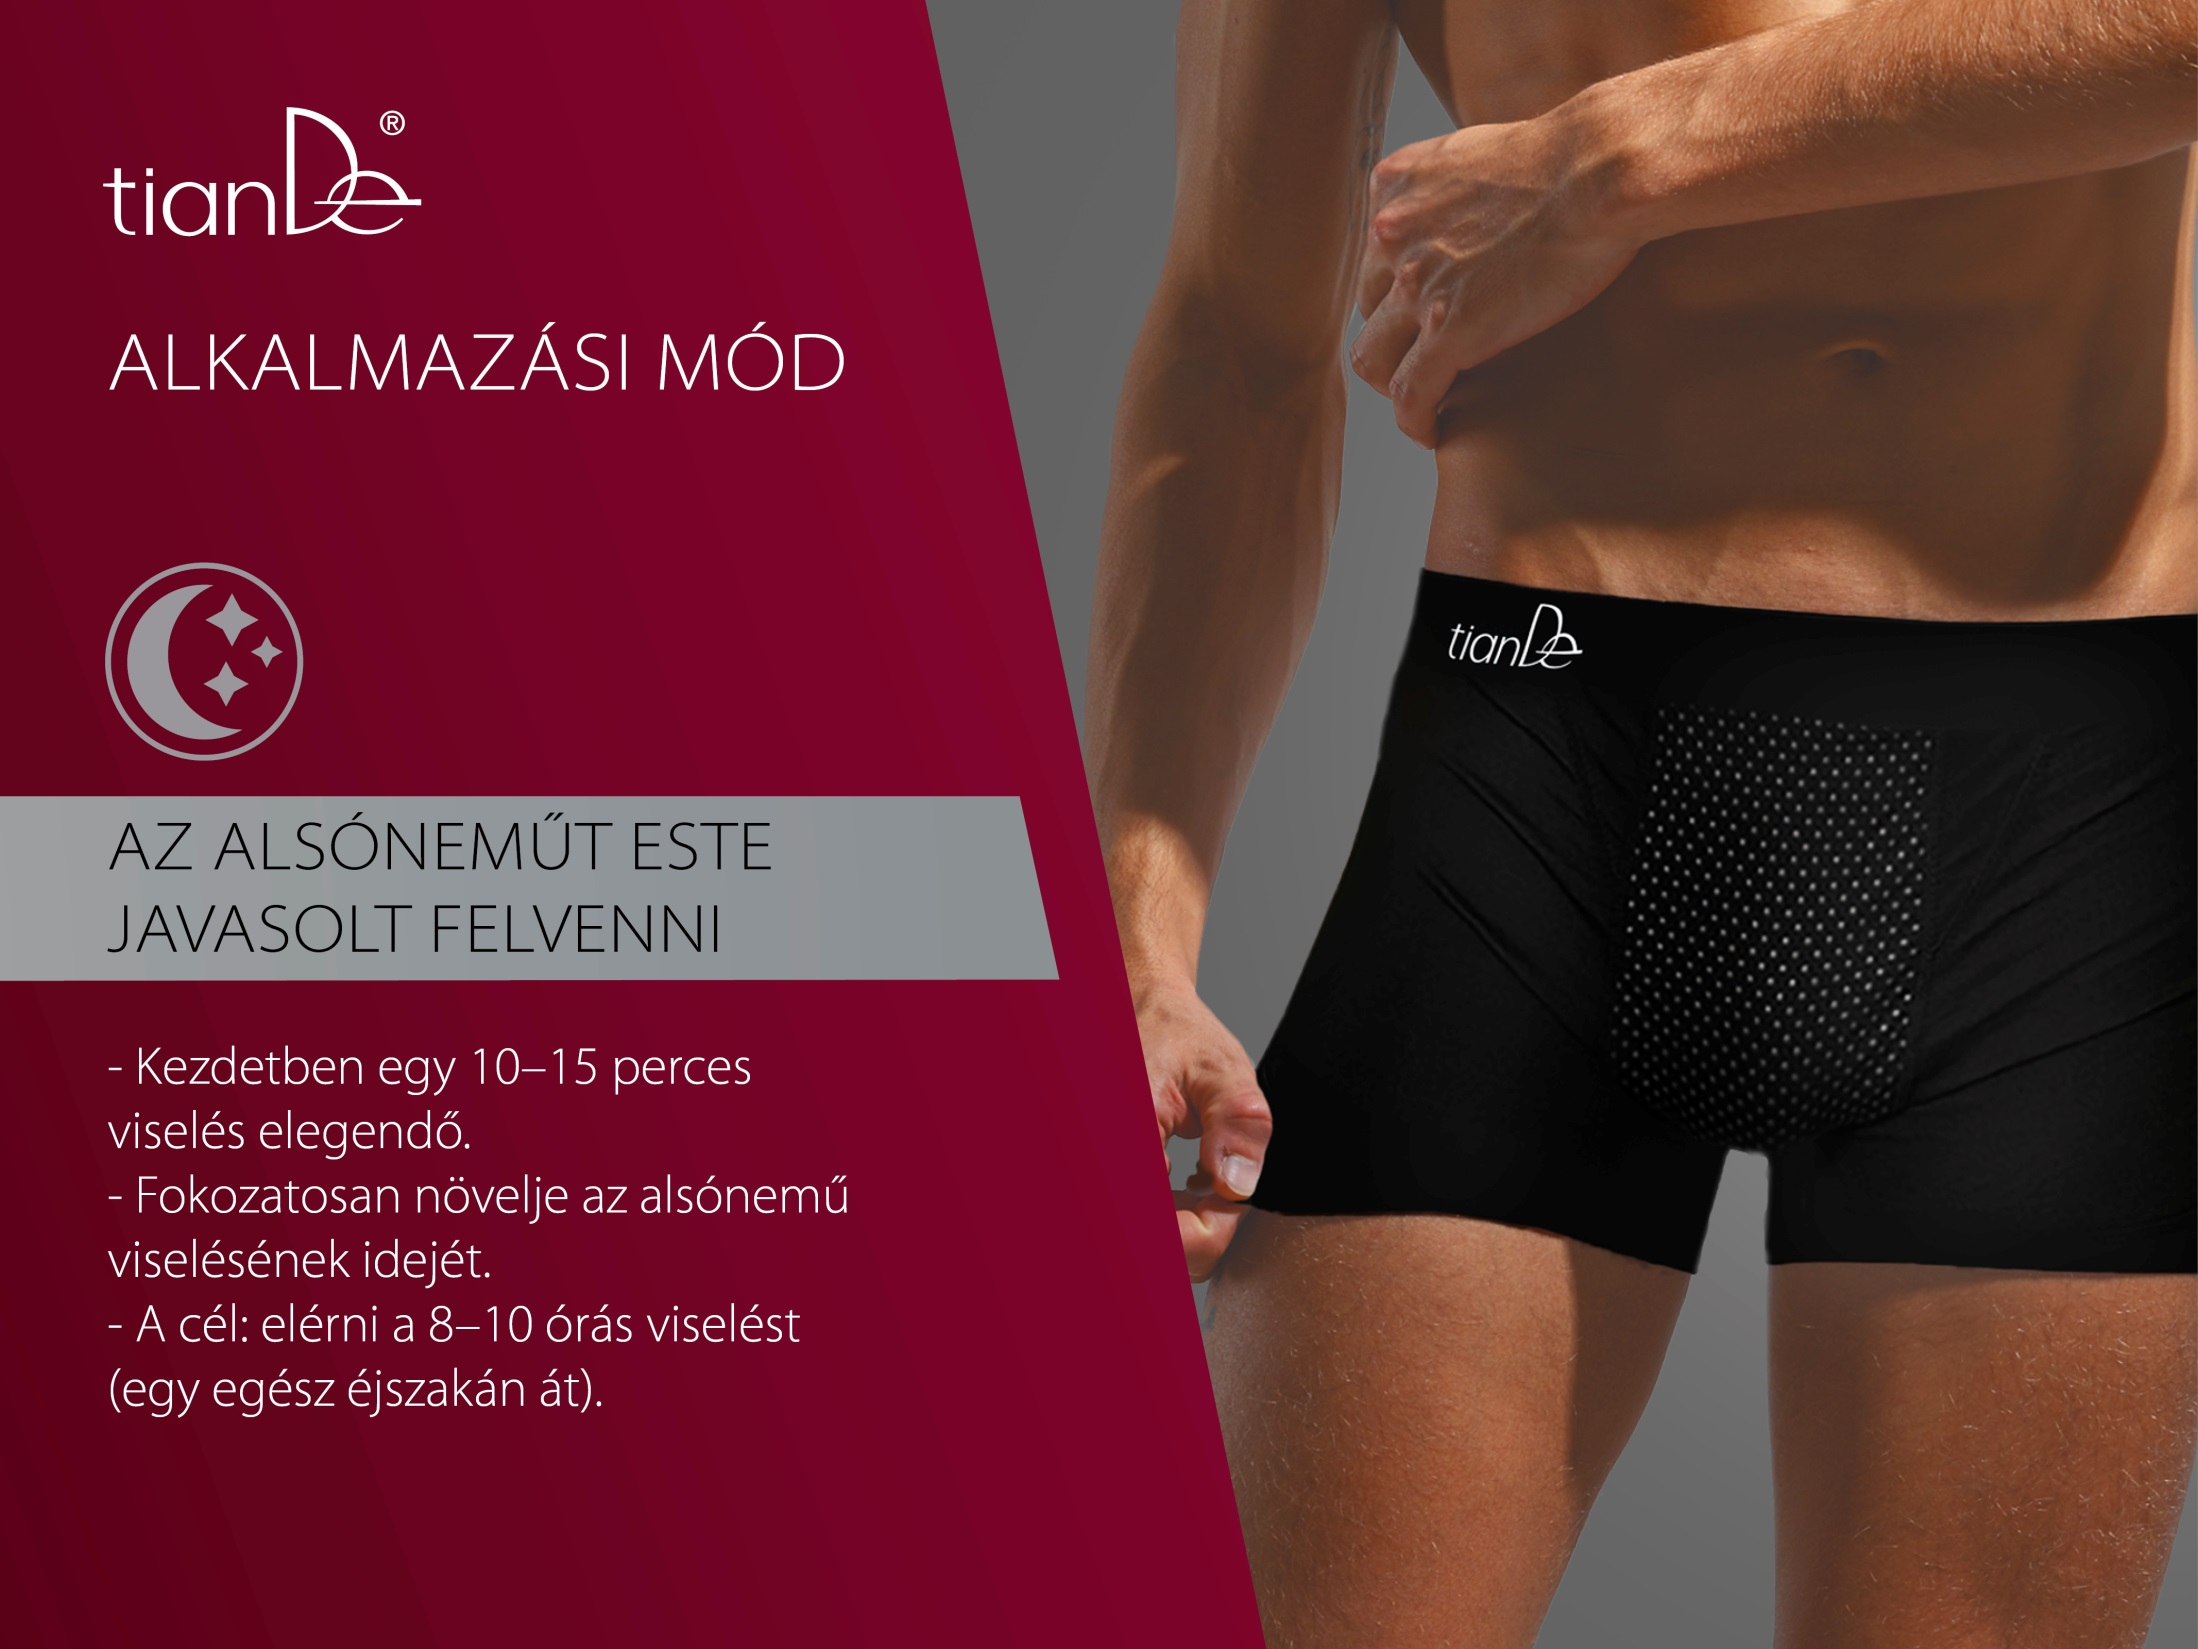 tianDe®
ALKALMAZÁSI MÓD
AZ ALSÓNEMŰT ESTE
JAVASOLT FELVENNI
- Kezdetben egy 10–15 perces
viselés elegendő.
- Fokozatosan növelje az alsónemű
viselésének idejét.
- A cél: elérni a 8–10 órás viselést
(egy egész éjszakán át).
tianDe